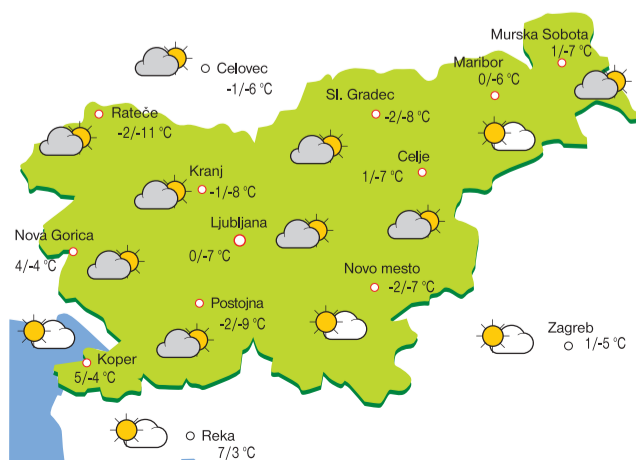 Murska Sobota
1/-7 °C
Celovec
-1/-6 °C
Maribor
0/-6 °C
Sl. Gradec
-2/-8 °C
Rateče
-2/-11 °C
Celje
1/-7 °C
Kranj
-1/-8 °C
Ljubljana
0/-7 °C
Nova Gorica
4/-4 °C
Novo mesto
-2/-7 °C
Postojna
-2/-9 °C
Zagreb
1/-5 °C
Koper
5/-4 °C
Reka
7/3 °C